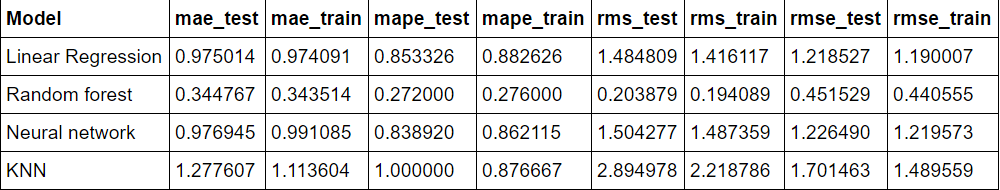 Model mae_test mae_train mape_test mape_train rms_test rms_train rmse_test rmse_train
Linear Regression 0.975014 0.974091 0.853326 0.882626 1.484809 1.416117 1.218527 1.190007
Random forest 0.344767 0.343514 0.272000 0.276000 0.203879 0.194089 0.451529 0.440555
Neural network 0.976945 0.991085 0.838920 0.862115 1.504277 1.487359 1.226490 1.219573
KNN 1.277607 1.113604 1.000000 0.876667 2.894978 2.218786 1.701463 1.489559